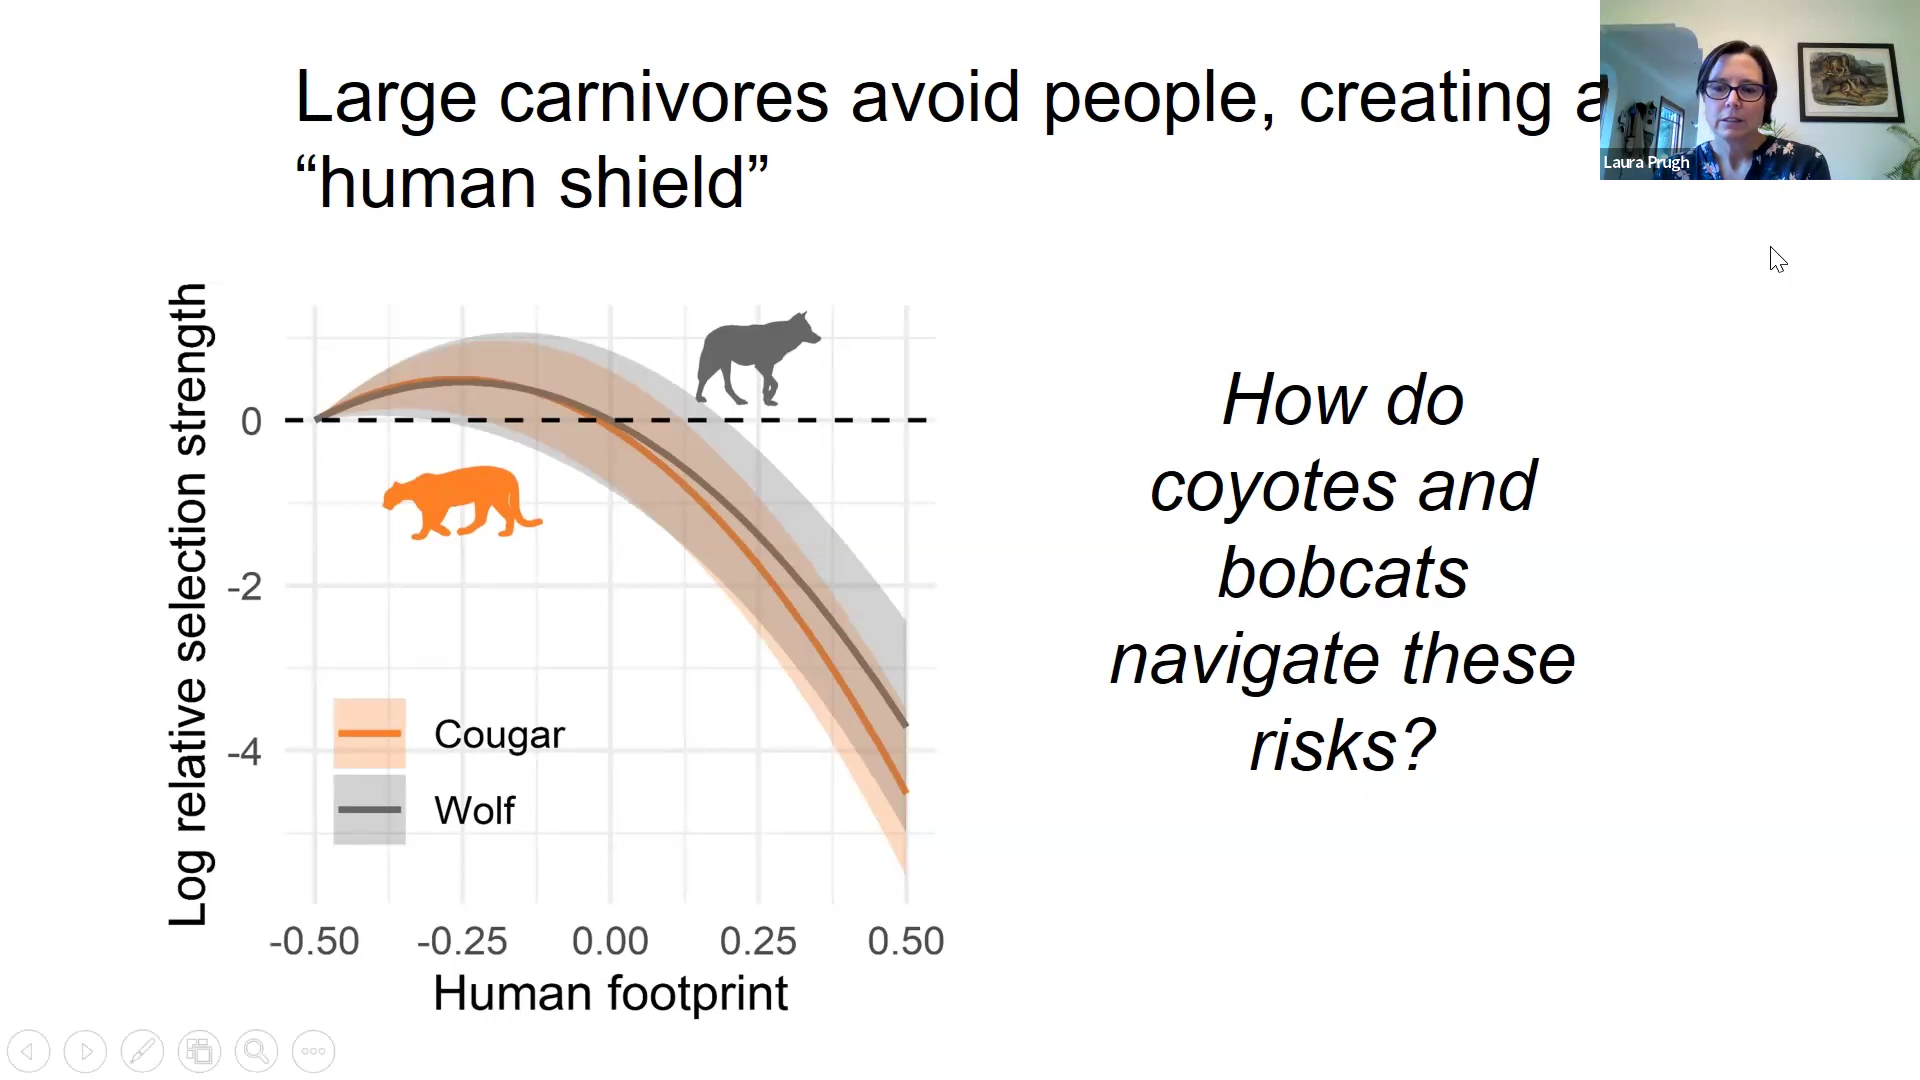 Large carnivores avoid people, creating a
“human shield”
Laura Prugh
Log relative selection strength
0
-2
-4
Cougar
Wolf
-0.50 -0.25 0.00 0.25 0.50
Human footprint
How do
coyotes and
bobcats
navigate these
risks?